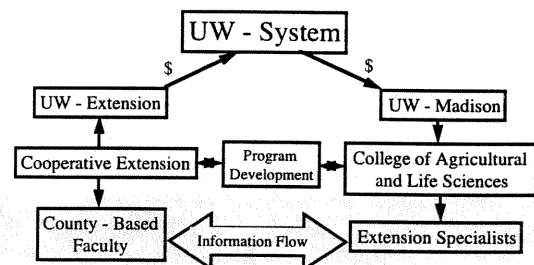 UW - System
$
$
UW - Extension
UW - Madison
Cooperative Extension
Program
Development
College of Agricultural
and Life Sciences
County - Based
Faculty
Information Flow
Extension Specialists